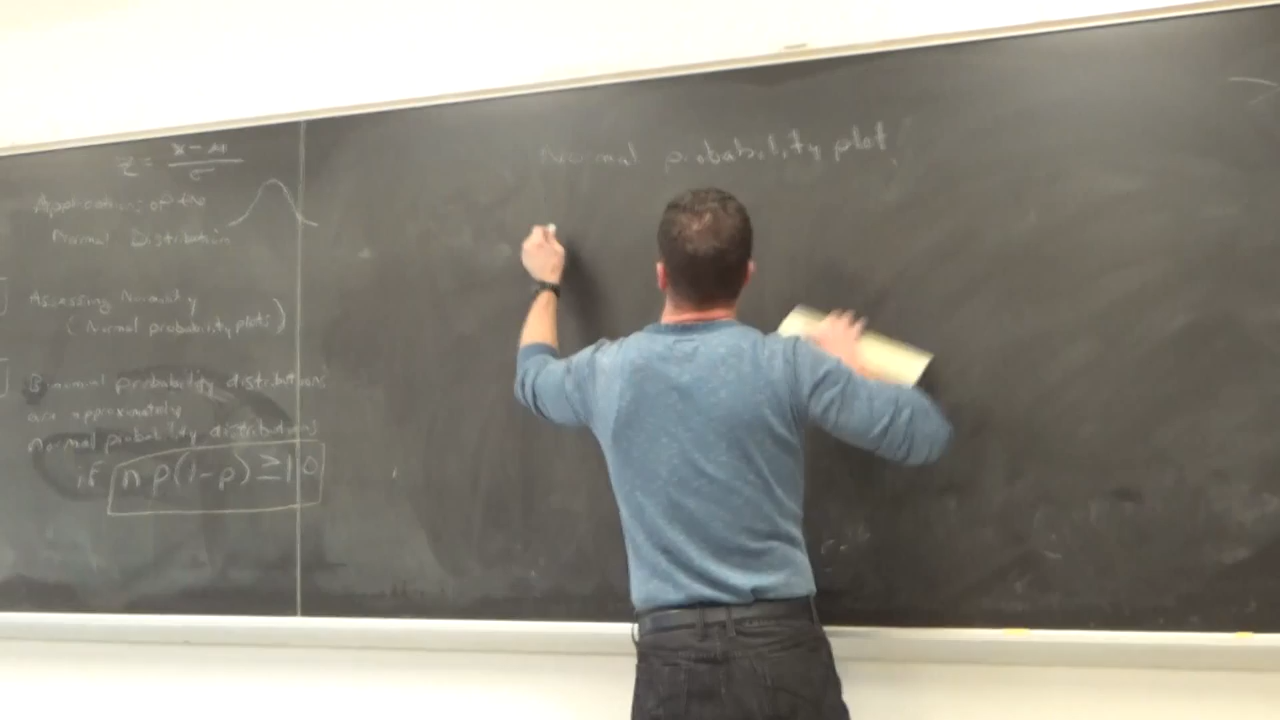 z = x - μ / σ
Applications of the
Normal Distribution
Assessing Normality
(Normal probability plots)
Binomial probability distributions
are approximately
normal probability distributions
if n p(1-p) ≥ 10
Normal probability plot